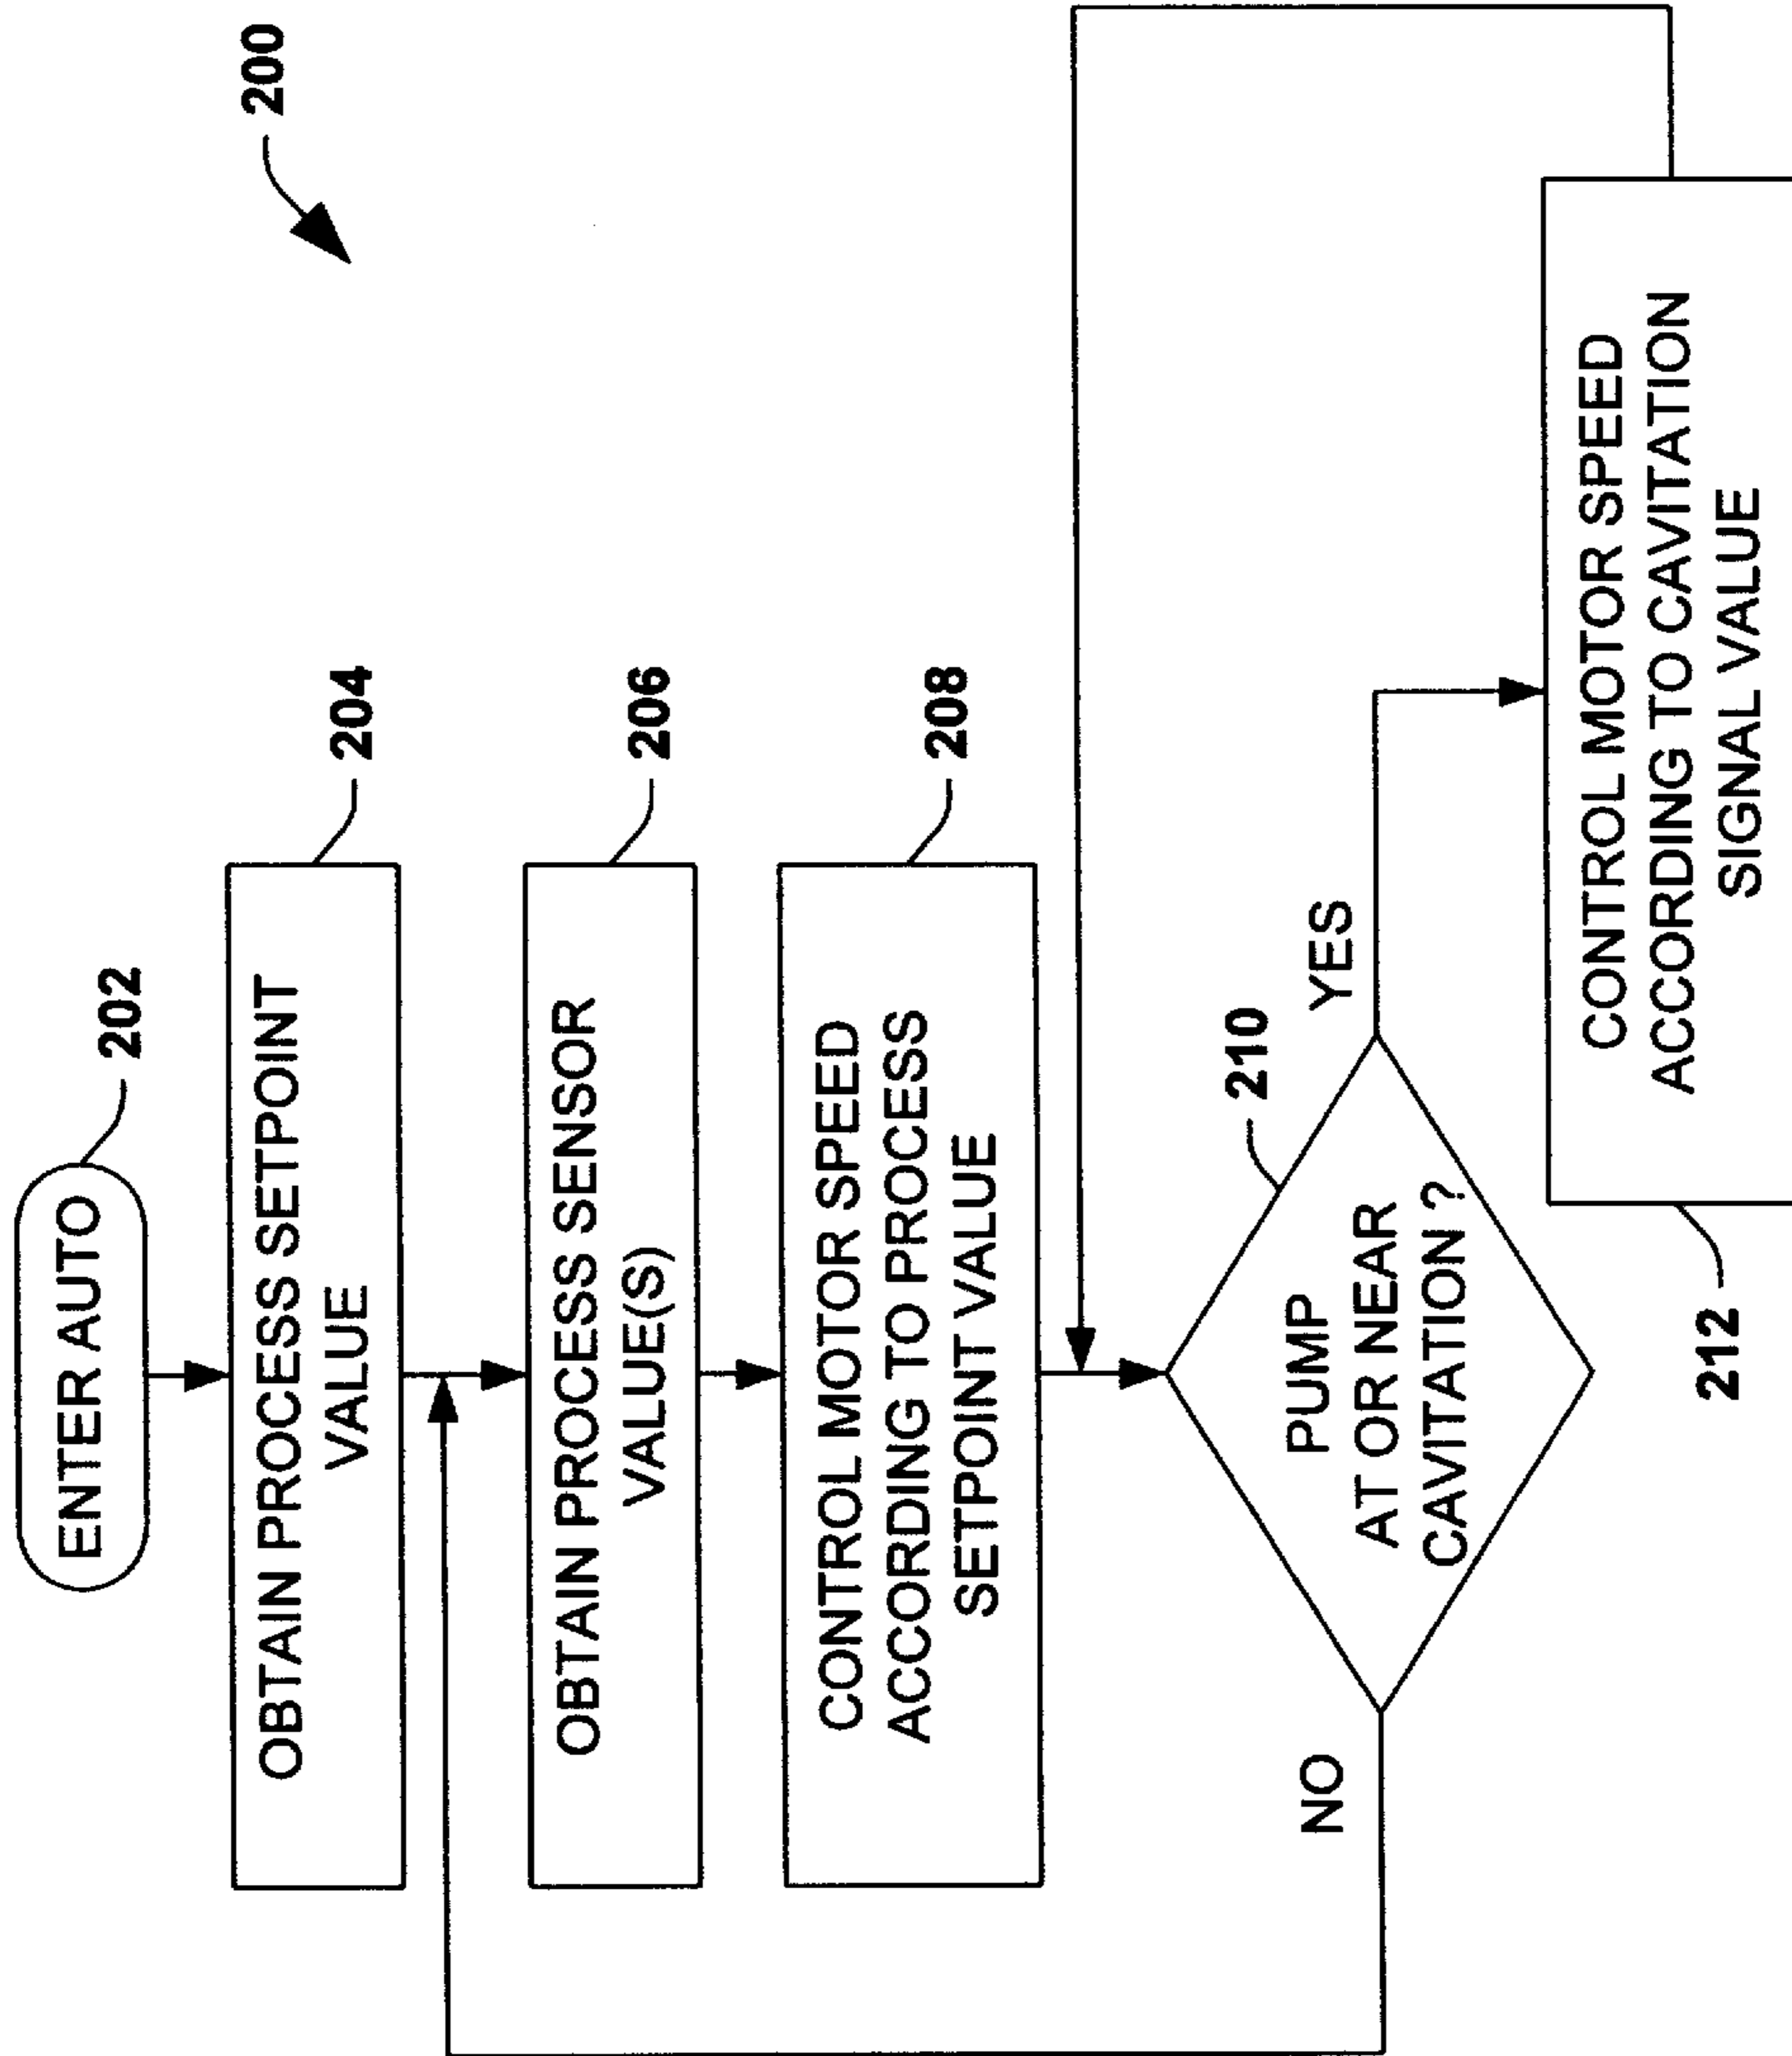 200
ENTER AUTO
202
OBTAIN PROCESS SETPOINT
VALUE
204
OBTAIN PROCESS SENSOR
VALUE(S)
206
CONTROL MOTOR SPEED
ACCORDING TO PROCESS
SETPOINT VALUE
208
PUMP
AT OR NEAR
CAVITATION ?
210
NO
YES
CONTROL MOTOR SPEED
ACCORDING TO CAVITATION
SIGNAL VALUE
212